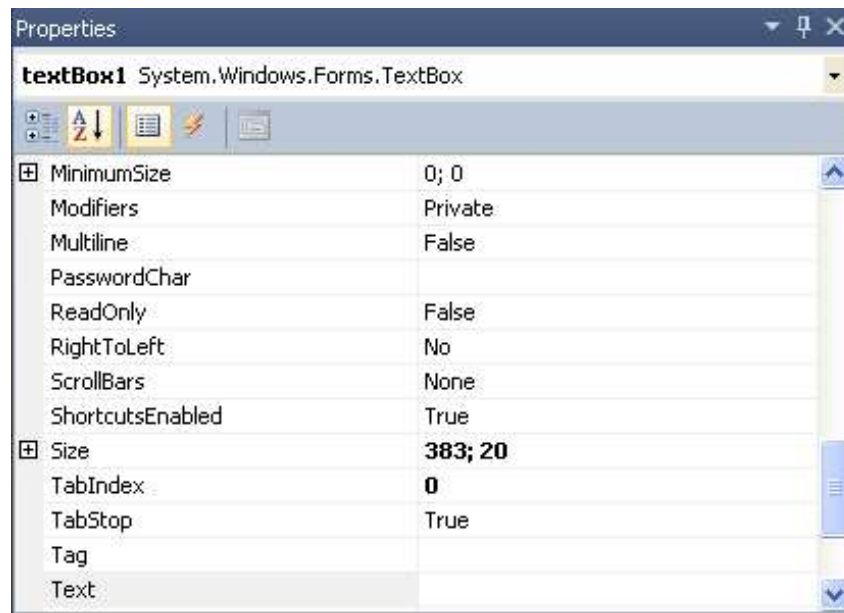 Properties
textBox1 System.Windows.Forms.TextBox
A Z
MinimumSize 0; 0
Modifiers Private
Multiline False
PasswordChar
ReadOnly False
RightToLeft No
ScrollBars None
ShortcutsEnabled True
Size 383; 20
TabIndex 0
TabStop True
Tag
Text